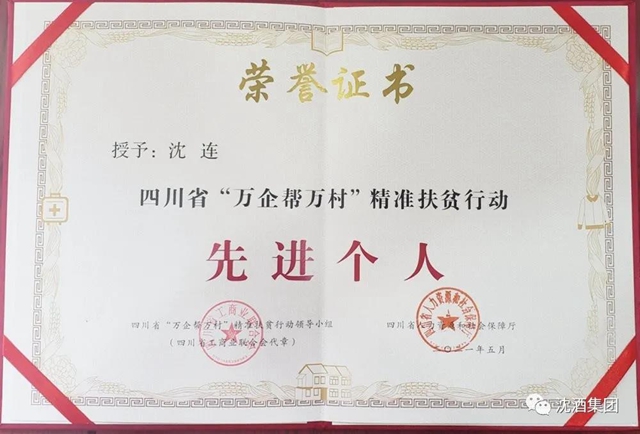 荣誉证书
授予：沈 连
四川省“万企帮万村”精准扶贫行动
先进个人
四川省“万企帮万村”精准扶贫行动领导小组
（四川省工商业联合会代章）
四川省人力资源和社会保障厅
二〇二一年五月
沈酒集团